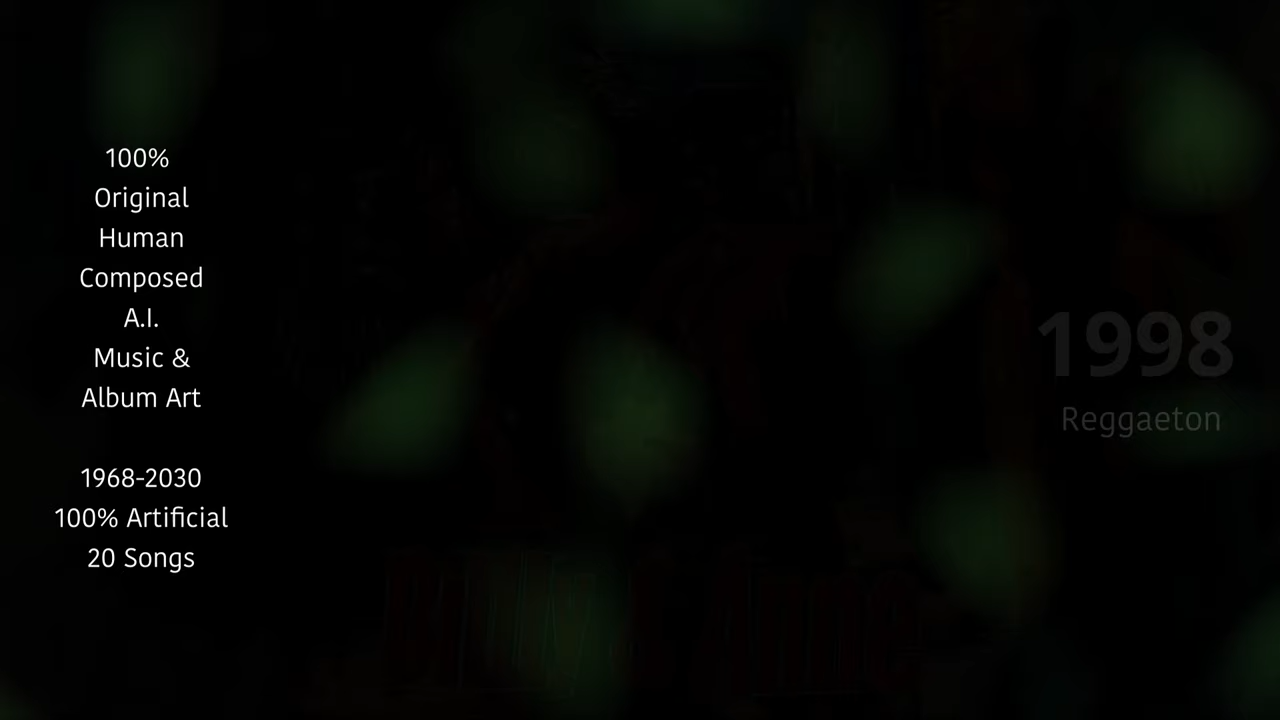 100%
Original
Human
Composed
A.I.
Music &
Album Art
1968-2030
100% Artificial
20 Songs
1998
Reggaeton